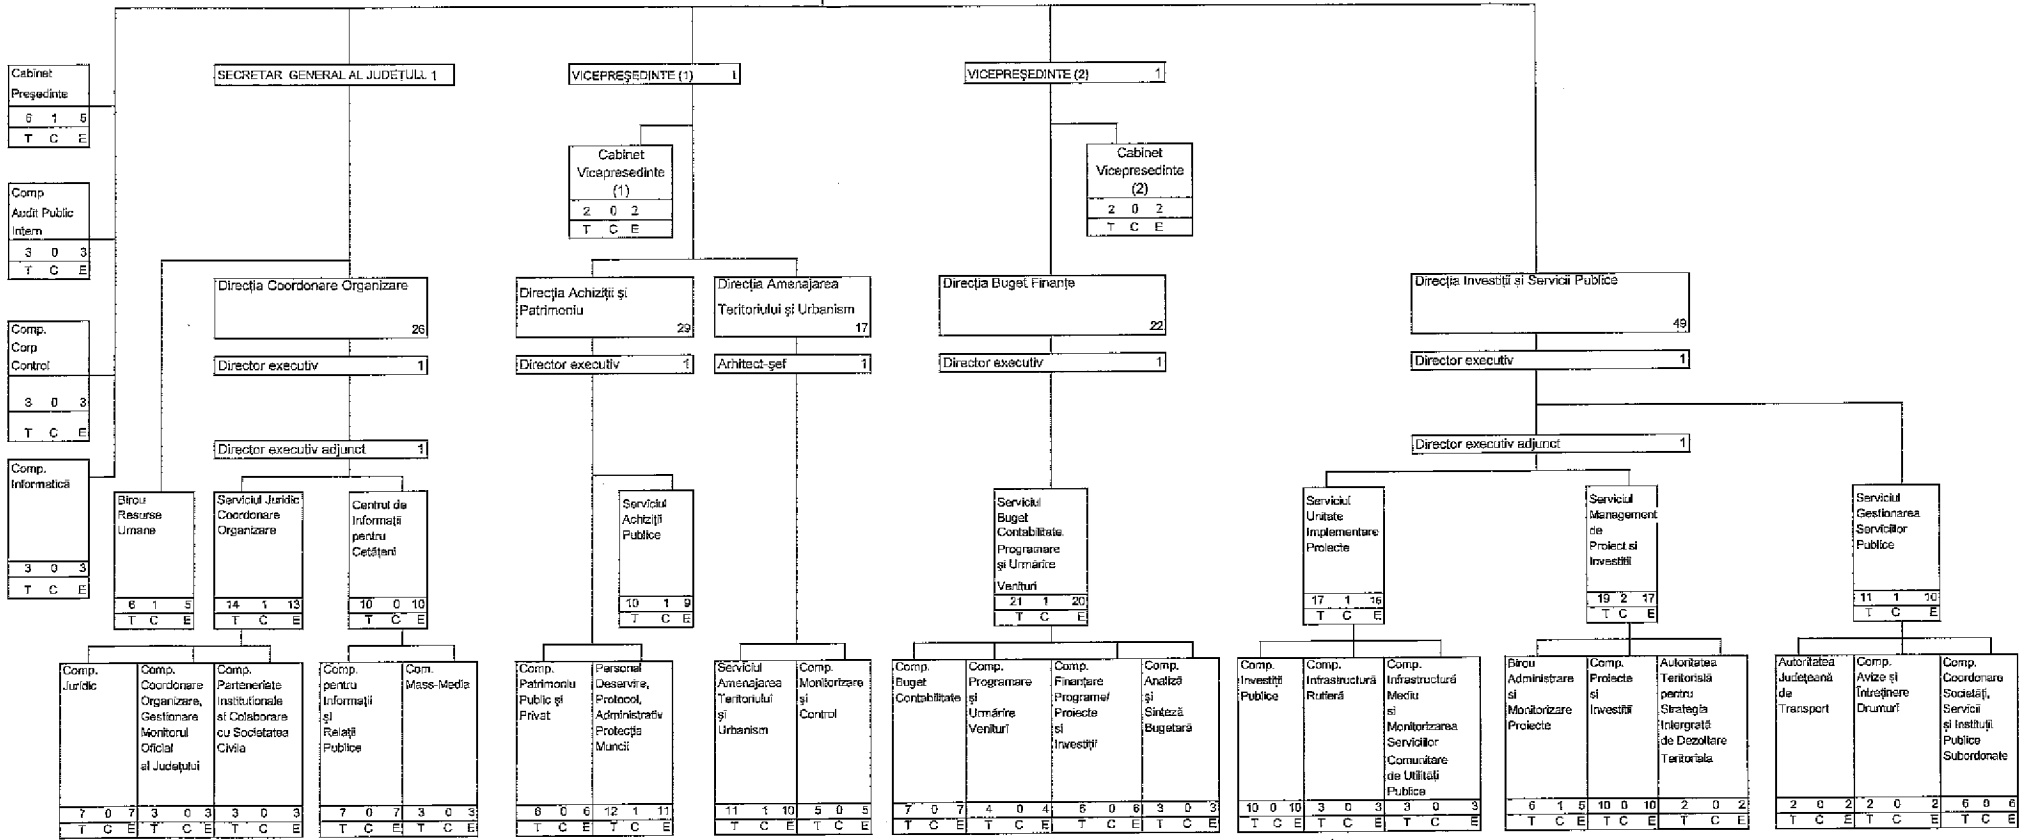 Cabinet
Președinte
6 1 5
T C E
Comp
Audit Public
Intern
3 0 3
T C E
Comp.
Corp
Control
3 0 3
T C E
Comp.
Informatică
3 0 3
T C E
SECRETAR GENERAL AL JUDEȚULUI 1
VICEPREȘEDINTE (1) 1
VICEPREȘEDINTE (2) 1
Cabinet
Vicepresedinte
(1)
2 0 2
T C E
Cabinet
Vicepresedinte
(2)
2 0 2
T C E
Direcția Coordonare Organizare
26
Director executiv 1
Director executiv adjunct 1
Direcția Achiziții și
Patrimoniu
29
Director executiv 1
Direcția Amenajarea
Teritoriului și Urbanism
17
Arhitect-șef 1
Direcția Buget Finanțe
22
Director executiv 1
Direcția Investiții si Servicii Publice
49
Director executiv 1
Director executiv adjunct 1
Birou
Resurse
Umane
6 1 5
T C E
Serviciul Juridic
Coordonare
Organizare
14 1 13
T C E
Centrul de
Informații
pentru
Cetățeni
10 0 10
T C E
Serviciul
Achiziții
Publice
10 1 9
T C E
Serviciul
Buget
Contabilitate
Programare
și Urmărire
Venituri
21 1 20
T C E
Serviciul
Unitate
Implementare
Proiecte
17 1 16
T C E
Serviciul
Management
de
Proiect si
Investitii
19 2 17
T C E
Serviciul
Gestionarea
Serviciilor
Publice
11 1 10
T C E
Comp.
Juridic
7 0 7
T C E
Comp.
Coordonare
Organizare,
Gestionare
Monitorul
Oficial
al Județului
3 0 3
T C E
Comp.
Parteneriate
Institutionale
si Colaborare
cu Societatea
Civila
3 0 3
T C E
Comp.
pentru
Informații
și
Relații
Publice
7 0 7
T C E
Com.
Mass-Media
3 0 3
T C E
Comp.
Patrimoniu
Public și
Privat
6 0 6
T C E
Personal
Deservire,
Protocol,
Administrativ
Protecția
Muncii
12 1 11
T C E
Serviciul
Amenajarea
Teritoriului
și
Urbanism
11 1 10
T C E
Comp.
Monitorizare
și
Control
5 0 5
T C E
Comp.
Buget
Contabilitate
7 0 7
T C E
Comp.
Programare
și
Urmărire
Venituri
4 0 4
T C E
Comp.
Finanțare
Programe/
Proiecte
si
Investiții
6 0 6
T C E
Comp.
Analiză
și
Sinteză
Bugetară
3 0 3
T C E
Comp.
Investiții
Publice
10 0 10
T C E
Comp.
Infrastructură
Rutieră
3 0 3
T C E
Comp.
Infrastructură
Mediu
si
Monitorizarea
Serviciilor
Comunitare
de Utilități
Publice
3 0 3
T C E
Birou
Administrare
si
Monitorizare
Proiecte
6 1 5
T C E
Comp.
Proiecte
si
Investitii
10 0 10
T C E
Autoritatea
Teritorială
pentru
Strategia
Intergrată
de Dezoltare
Teritoriala
2 0 2
T C E
Autoritatea
Județeană
de
Transport
2 0 2
T C E
Comp.
Avize și
Întreținere
Drumuri
2 0 2
T C E
Comp.
Coordonare
Societăți,
Servicii
și Instituții
Publice
Subordonate
6 0 6
T C E